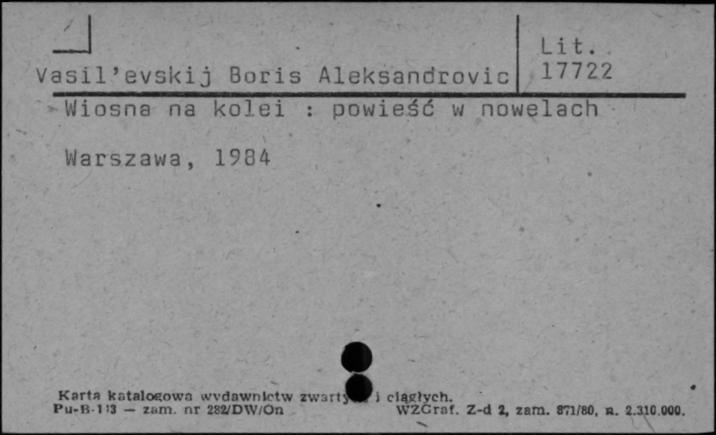 Lit.
Vasil'evskij Boris Aleksandrovic 17722
Wiosna na kolei : powieść w nowelach
Warszawa, 1984
Karta katalogowa wydawnictw zwartych i ciągłych.
Pu-B-113 — zam. nr 282/DW/On WZGraf. Z-d 2, zam. 871/80, n. 2.310.000.